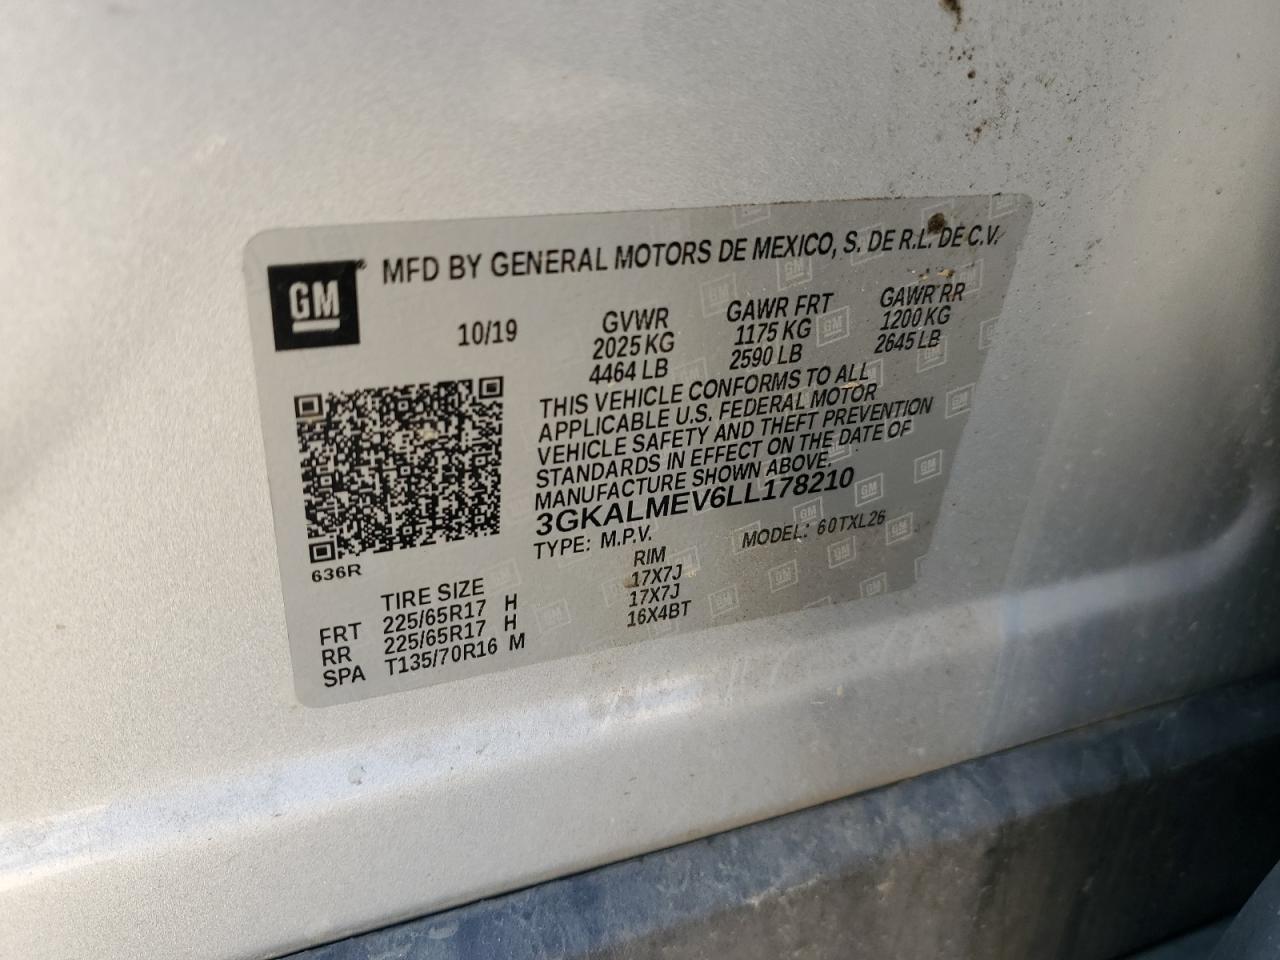 GM
MFD BY GENERAL MOTORS DE MEXICO, S. DE R.L. DE C.V.
10/19
GVWR GAWR FRT GAWR RR
2025 KG 1175 KG 1200 KG
4464 LB 2590 LB 2645 LB
THIS VEHICLE CONFORMS TO ALL
APPLICABLE U.S. FEDERAL MOTOR
VEHICLE SAFETY AND THEFT PREVENTION
STANDARDS IN EFFECT ON THE DATE OF
MANUFACTURE SHOWN ABOVE.
3GKALMEV6LL178210
TYPE: M.P.V. MODEL: 60TXL26
636R
TIRE SIZE RIM
FRT 225/65R17 H 17X7J
RR 225/65R17 H 17X7J
SPA T135/70R16 M 16X4BT